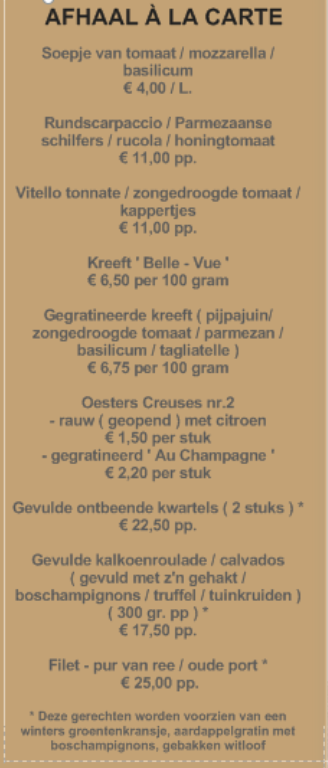 AFHAAL À LA CARTE
Soepje van tomaat / mozzarella /
basilicum
€ 4,00 / L.
Rundscarpaccio / Parmezaanse
schilfers / rucola / honingtomaat
€ 11,00 pp.
Vitello tonnate / zongedroogde tomaat /
kappertjes
€ 11,00 pp.
Kreeft ' Belle - Vue '
€ 6,50 per 100 gram
Gegratineerde kreeft ( pijpajuin/
zongedroogde tomaat / parmezan /
basilicum / tagliatelle )
€ 6,75 per 100 gram
Oesters Creuses nr.2
- rauw ( geopend ) met citroen
€ 1,50 per stuk
- gegratineerd ' Au Champagne '
€ 2,20 per stuk
Gevulde ontbeende kwartels ( 2 stuks ) *
€ 22,50 pp.
Gevulde kalkoenroulade / calvados
( gevuld met z'n gehakt /
boschampignons / truffel / tuinkruiden )
( 300 gr. pp ) *
€ 17,50 pp.
Filet - pur van ree / oude port *
€ 25,00 pp.
* Deze gerechten worden voorzien van een
winters groentenkransje, aardappelgratin met
boschampignons, gebakken witloof